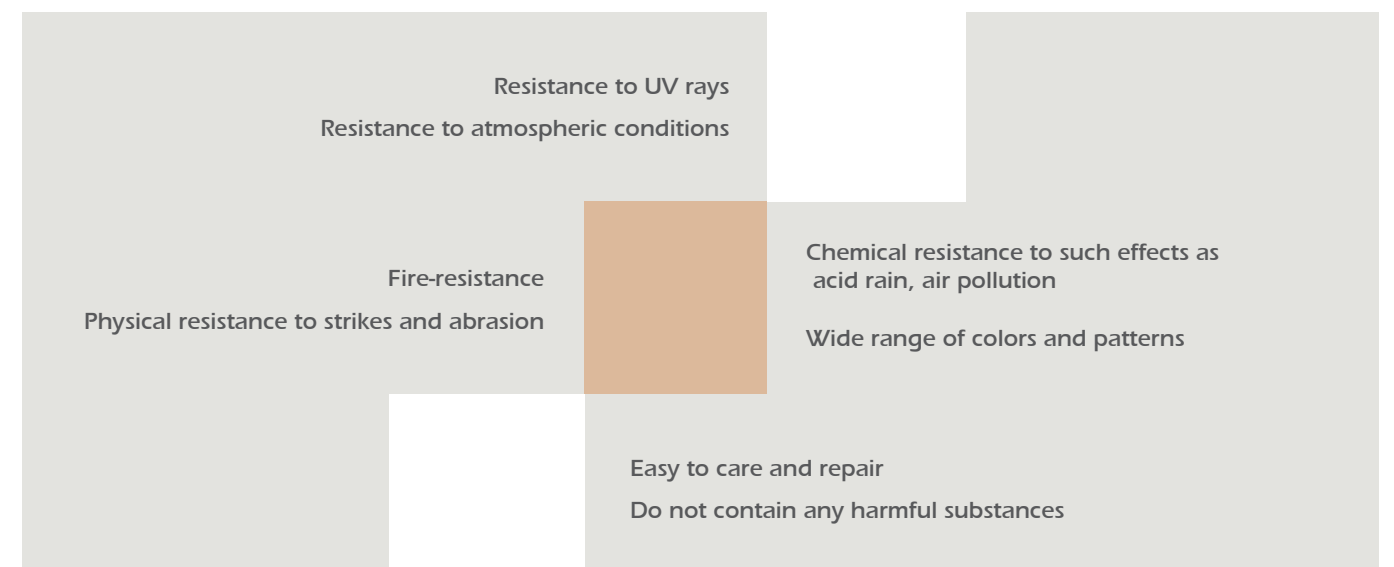 Resistance to UV rays
Resistance to atmospheric conditions
Fire-resistance
Physical resistance to strikes and abrasion
Chemical resistance to such effects as
acid rain, air pollution
Wide range of colors and patterns
Easy to care and repair
Do not contain any harmful substances